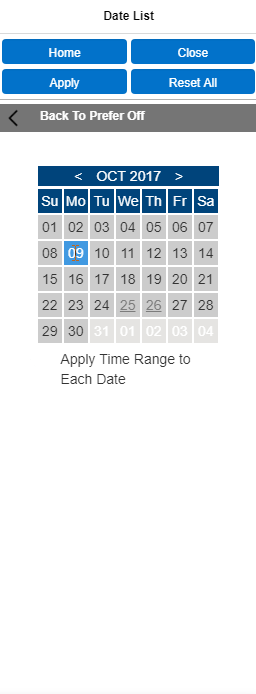 Date List
Home Close
Apply Reset All
Back To Prefer Off
< OCT 2017 >
Su Mo Tu We Th Fr Sa
01 02 03 04 05 06 07
08 09 10 11 12 13 14
15 16 17 18 19 20 21
22 23 24 25 26 27 28
29 30 31 01 02 03 04
Apply Time Range to
Each Date